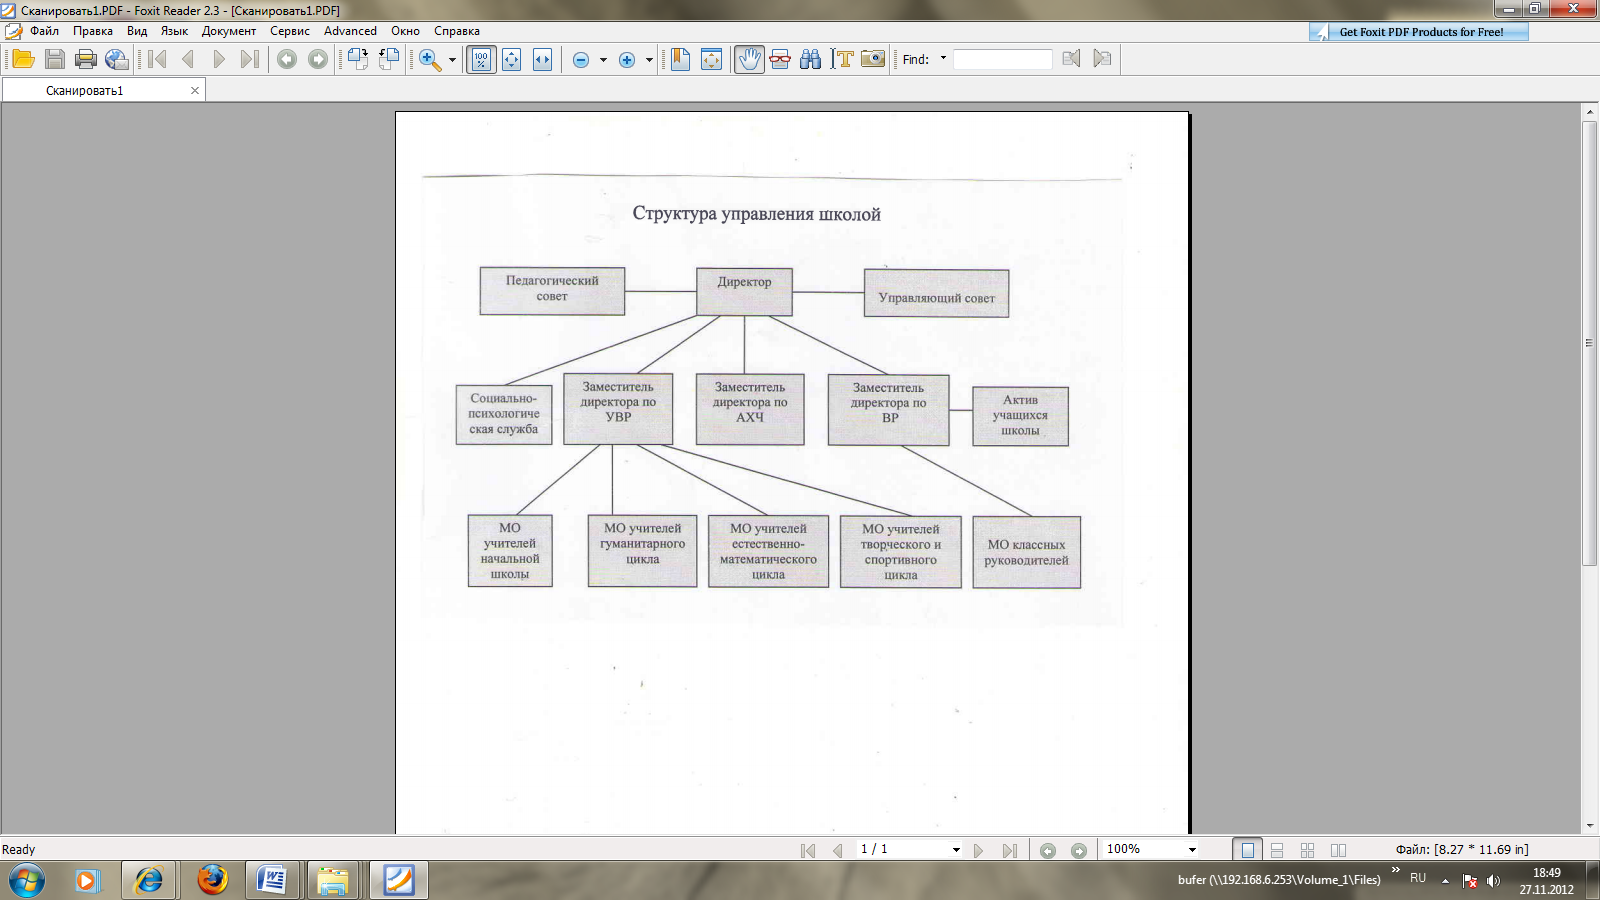 Сканировать1.PDF - Foxit Reader 2.3 - [Сканировать1.PDF]
Файл Правка Вид Язык Документ Сервис Advanced Окно Справка
Get Foxit PDF Products for Free!
100 %
Find:
Сканировать1
Структура управления школой
Педагогический
совет
Директор
Управляющий совет
Социально-
психологиче
ская служба
Заместитель
директора по
УВР
Заместитель
директора по
АХЧ
Заместитель
директора по
ВР
Актив
учащихся
школы
МО
учителей
начальной
школы
МО учителей
гуманитарного
цикла
МО учителей
естественно-
математического
цикла
МО учителей
творческого и
спортивного
цикла
МО классных
руководителей
Ready
1 / 1
100%
Файл: [8.27 * 11.69 in]
bufer (\\192.168.6.253\Volume_1\Files)
RU
18:49
27.11.2012